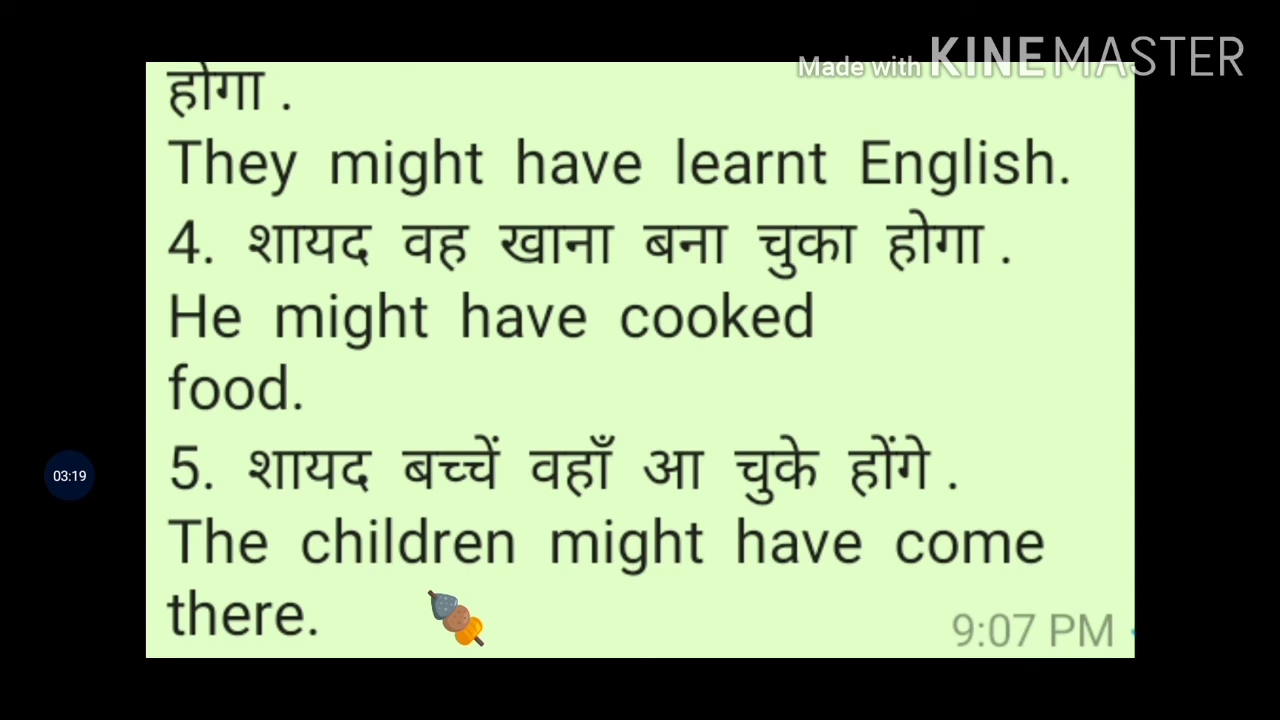 Made with KINEMASTER
होगा .
They might have learnt English.
4. शायद वह खाना बना चुका होगा .
He might have cooked
food.
5. शायद बच्चें वहाँ आ चुके होंगे .
03:19
The children might have come
there.
9:07 PM